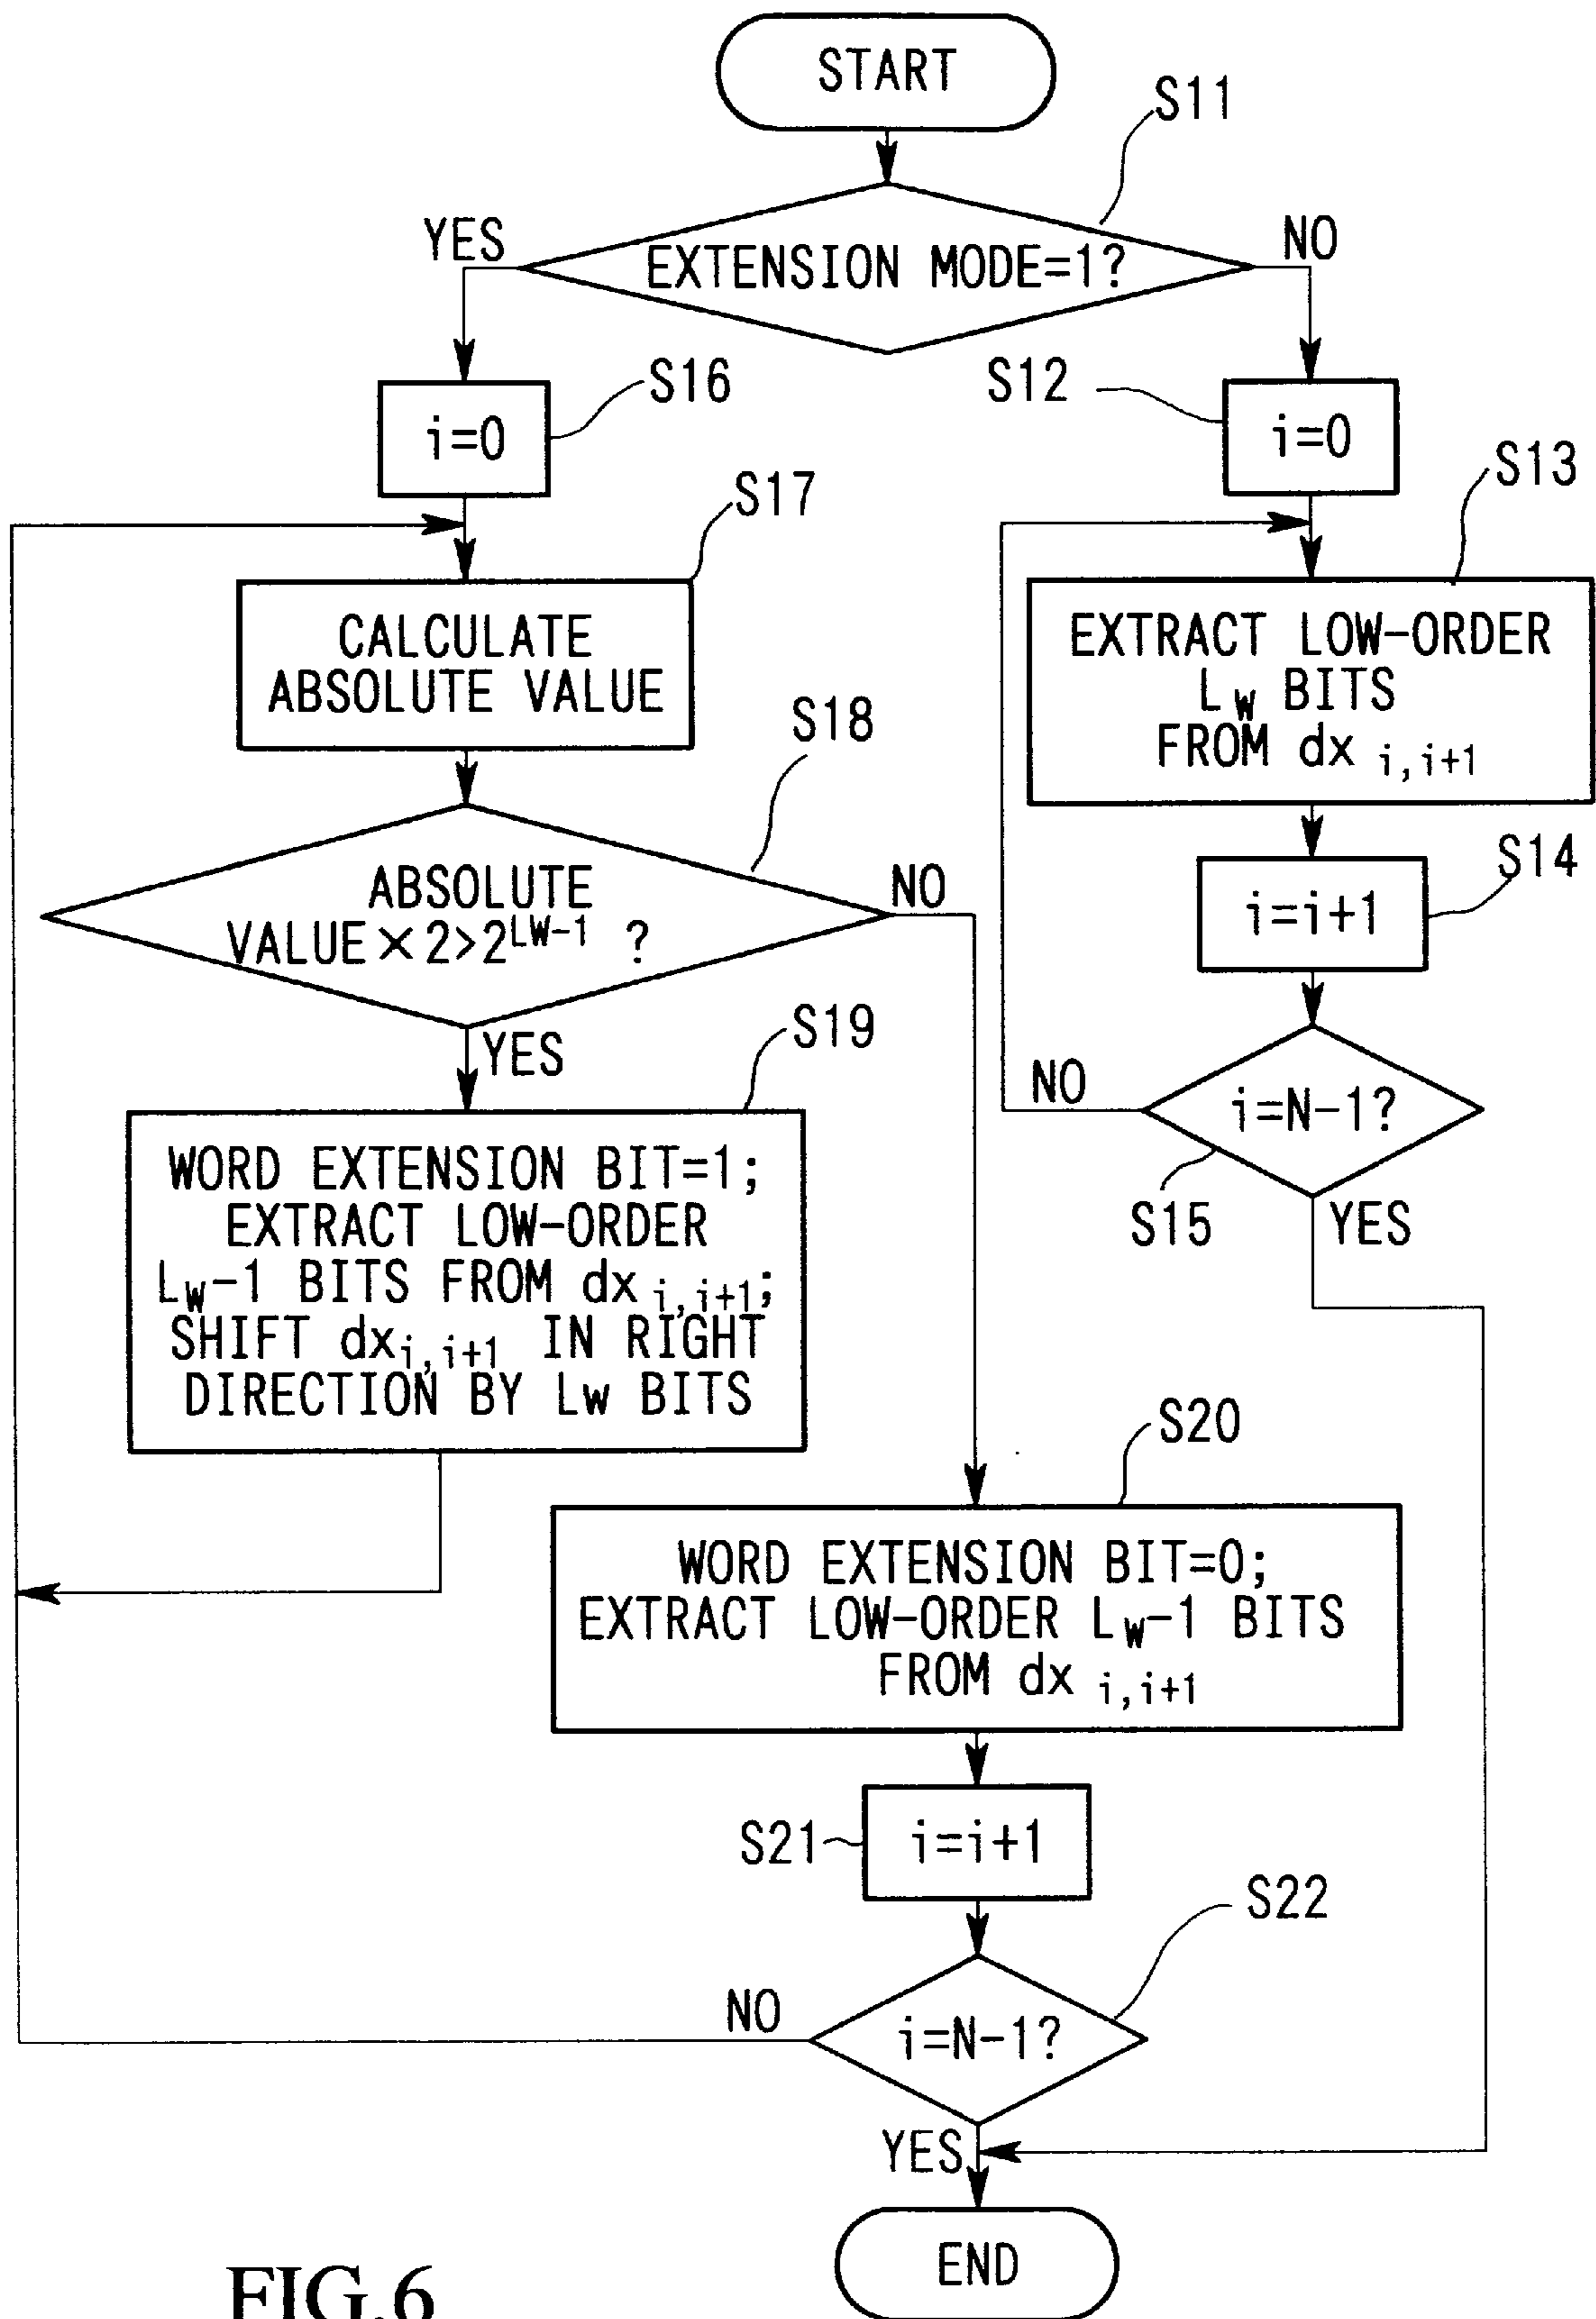 START
S11
YES
EXTENSION MODE=1?
NO
S16
i=0
S12
i=0
S17
CALCULATE
ABSOLUTE VALUE
S13
EXTRACT LOW-ORDER
Lw BITS
FROM dx i,i+1
S18
ABSOLUTE
VALUE×2>2^LW-1 ?
NO
S14
i=i+1
YES
S19
WORD EXTENSION BIT=1;
EXTRACT LOW-ORDER
Lw-1 BITS FROM dx i,i+1;
SHIFT dxi,i+1 IN RIGHT
DIRECTION BY Lw BITS
NO
i=N-1?
S15
YES
S20
WORD EXTENSION BIT=0;
EXTRACT LOW-ORDER Lw-1 BITS
FROM dx i,i+1
S21
i=i+1
S22
NO
i=N-1?
YES
END
FIG.6